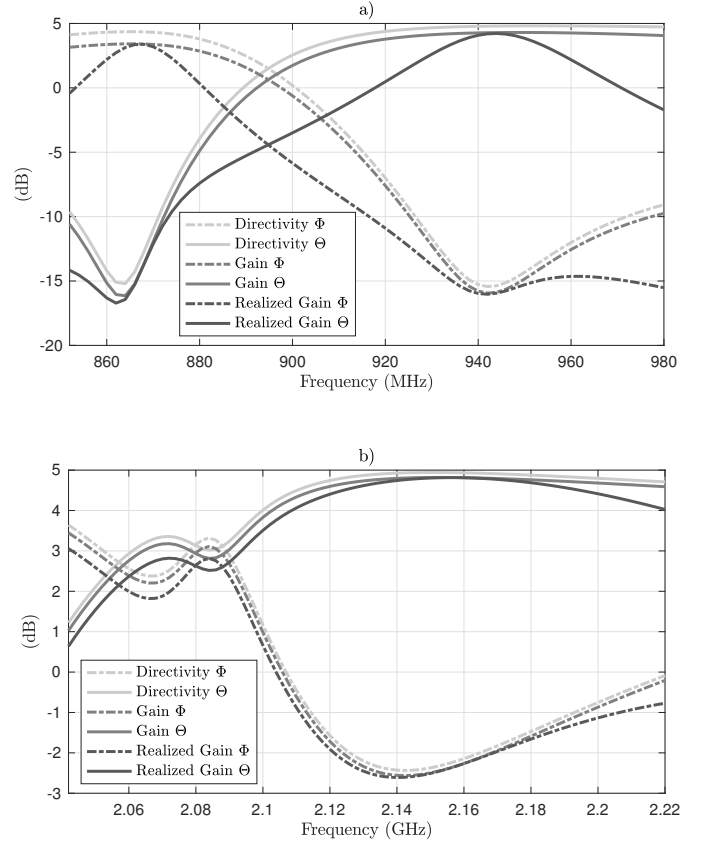 a)
5
0
-5
-10
-15
-20
(dB)
Directivity Φ
Directivity Θ
Gain Φ
Gain Θ
Realized Gain Φ
Realized Gain Θ
860 880 900 920 940 960 980
Frequency (MHz)
b)
5
4
3
2
1
0
-1
-2
-3
(dB)
Directivity Φ
Directivity Θ
Gain Φ
Gain Θ
Realized Gain Φ
Realized Gain Θ
2.06 2.08 2.1 2.12 2.14 2.16 2.18 2.2 2.22
Frequency (GHz)